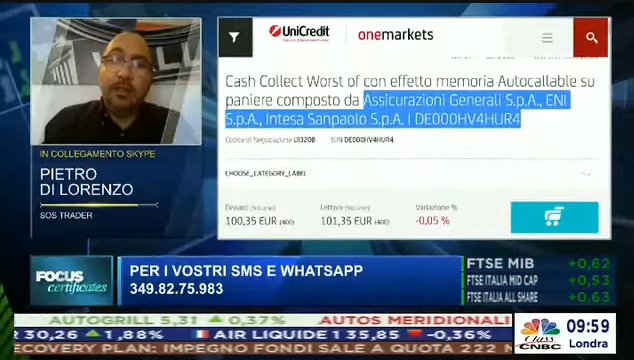 UniCredit
onemarkets
Cash Collect Worst of con effetto memoria Autocallable su
paniere composto da Assicurazioni Generali S.p.A., ENI
S.p.A., Intesa Sanpaolo S.p.A. I DE000HV4HUR4
Codice di Negoziazione UI320B ISIN DE000HV4HUR4
CHOOSE_CATEGORY_LABEL
Denaro Lettera Variazione %
100,35 EUR (400) 101,35 EUR (400) -0,05 %
IN COLLEGAMENTO SKYPE
PIETRO
DI LORENZO
SOS TRADER
FOCUS
certificates
PER I VOSTRI SMS E WHATSAPP
349.82.75.983
FTSE MIB +0,62
FTSE ITALIA MID CAP +0,53
FTSE ITALIA ALL SHARE +0,63
AUTOGRILL 5,31 0,37% AUTOS MERIDIONALI
R 30,26 1,88% AIR LIQUIDE 135,85 -0,36%
ECOVERY PLAN: IMPEGNO FONDI SALE A QUOTA 222 M
Class
CNBC
09:59
Londra